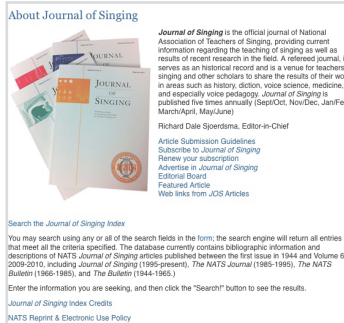 About Journal of Singing
JOURNAL
OF
SINGING
Journal of Singing is the official journal of National
Association of Teachers of Singing, providing current
information regarding the teaching of singing as well as
results of recent research in the field. A refereed journal, i
serves as an historical record and is a venue for teachers
singing and other scholars to share the results of their wo
in areas such as history, diction, voice science, medicine,
and especially voice pedagogy. Journal of Singing is
published five times annually (Sept/Oct, Nov/Dec, Jan/Fe
March/April, May/June)
Richard Dale Sjoerdsma, Editor-in-Chief
Article Submission Guidelines
Subscribe to Journal of Singing
Renew your subscription
Advertise in Journal of Singing
Editorial Board
Featured Article
Web links from JOS Articles
Search the Journal of Singing Index
You may search using any or all of the search fields in the form; the search engine will return all entries
that meet all the criteria specified. The database currently contains bibliographic information and
descriptions of NATS Journal of Singing articles published between the first issue in 1944 and Volume 6
2009-2010, including Journal of Singing (1995-present), The NATS Journal (1985-1995), The NATS
Bulletin (1966-1985), and The Bulletin (1944-1965.)
Enter the information you are seeking, and then click the "Search!" button to see the results.
Journal of Singing Index Credits
NATS Reprint & Electronic Use Policy